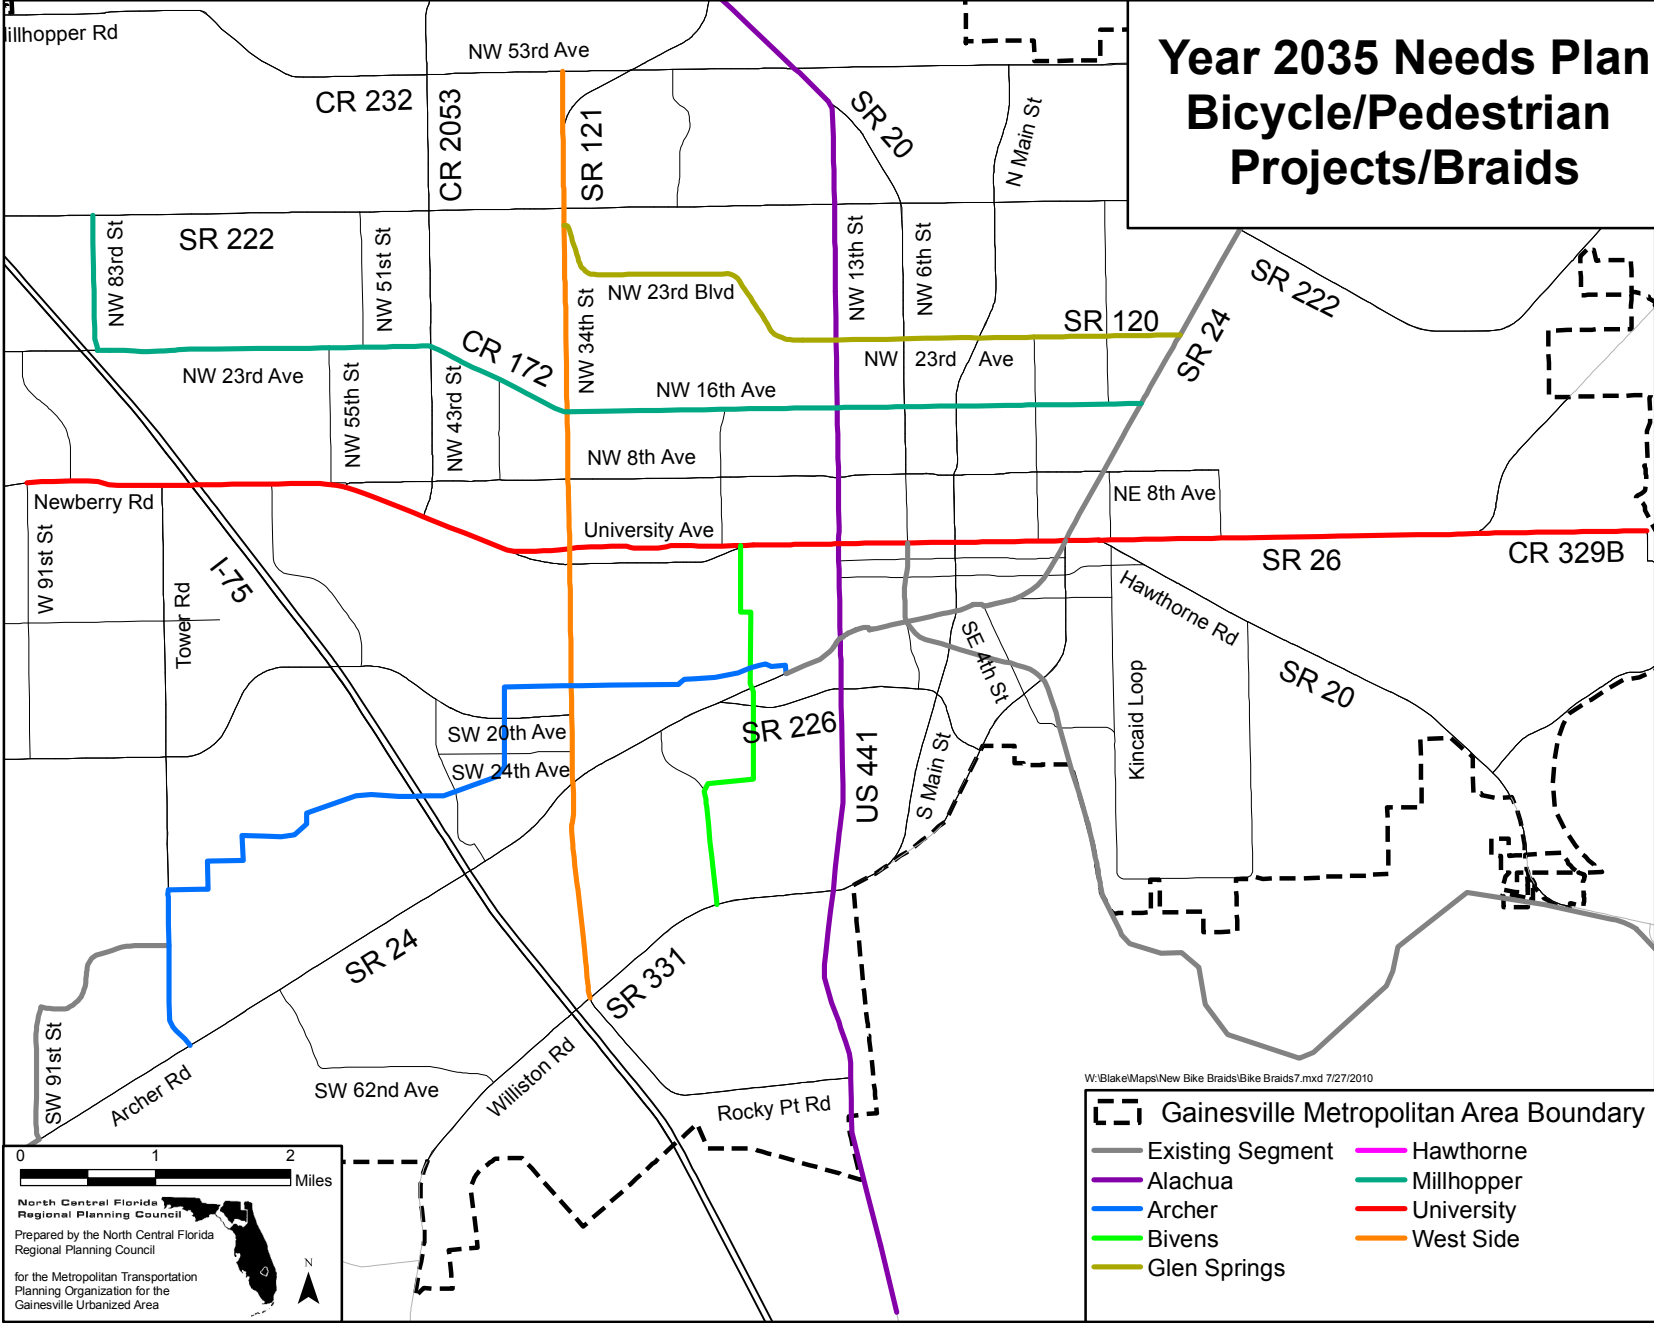 illhopper Rd
NW 53rd Ave
Year 2035 Needs Plan
Bicycle/Pedestrian
Projects/Braids
CR 232
CR 2053
SR 121
SR 20
N Main St
NW 83rd St
SR 222
NW 51st St
NW 34th St
NW 23rd Blvd
NW 13th St
NW 6th St
SR 120
SR 222
SR 24
CR 172
NW 23rd Ave
NW 23rd Ave
NW 55th St
NW 43rd St
NW 16th Ave
NW 8th Ave
NE 8th Ave
Newberry Rd
University Ave
SR 26
CR 329B
W 91st St
I-75
Tower Rd
Hawthorne Rd
SE 4th St
Kincaid Loop
SR 20
SW 20th Ave
SW 24th Ave
SR 226
US 441
S Main St
SR 24
SR 331
SW 91st St
Archer Rd
SW 62nd Ave
Williston Rd
Rocky Pt Rd
W:\Blake\Maps\New Bike Braids\Bike Braids7.mxd 7/27/2010
Gainesville Metropolitan Area Boundary
Existing Segment
Alachua
Archer
Bivens
Glen Springs
Hawthorne
Millhopper
University
West Side
0 1 2
Miles
North Central Florida
Regional Planning Council
Prepared by the North Central Florida
Regional Planning Council
for the Metropolitan Transportation
Planning Organization for the
Gainesville Urbanized Area
N